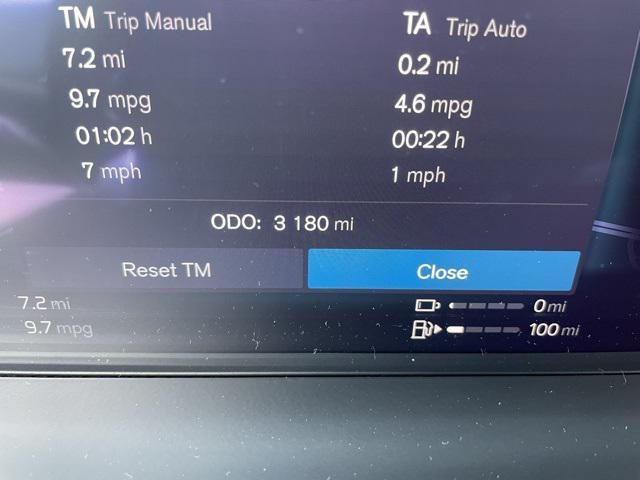 TM Trip Manual TA Trip Auto
7.2 mi 0.2 mi
9.7 mpg 4.6 mpg
01:02 h 00:22 h
7 mph 1 mph
ODO: 3 180 mi
Reset TM Close
7.2 mi 0 mi
9.7 mpg 100 mi